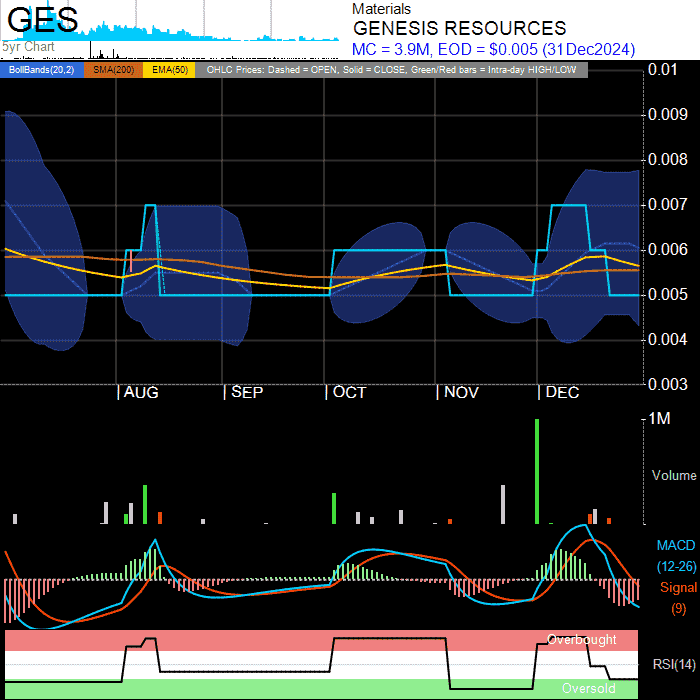 GES
5yr Chart
Materials
GENESIS RESOURCES
MC = 3.9M, EOD = $0.005 (31Dec2024)
BollBands(20,2) SMA(200) EMA(50) OHLC Prices: Dashed = OPEN, Solid = CLOSE, Green/Red bars = Intra-day HIGH/LOW
0.01
0.009
0.008
0.007
0.006
0.005
0.004
0.003
AUG SEP OCT NOV DEC
1M
Volume
MACD
(12-26)
Signal
(9)
Overbought
RSI(14)
Oversold